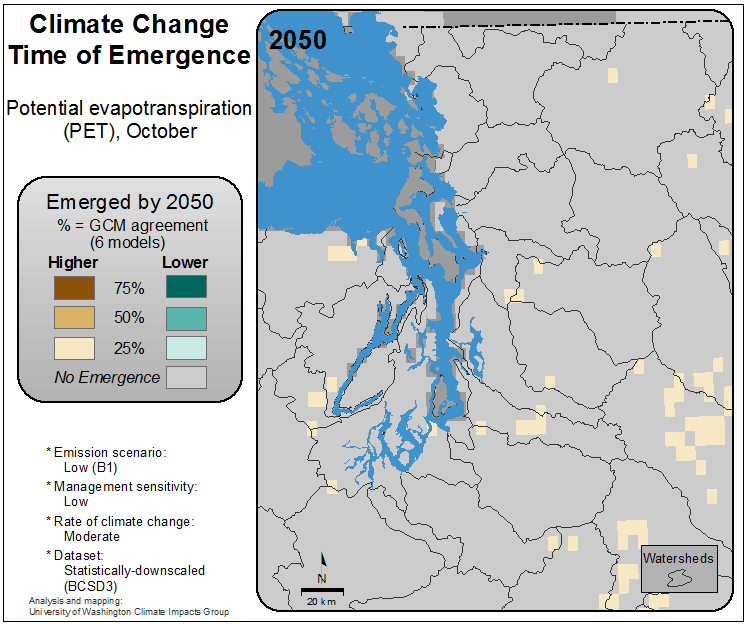 Climate Change
Time of Emergence
Potential evapotranspiration
(PET), October
Emerged by 2050
% = GCM agreement
(6 models)
Higher Lower
75%
50%
25%
No Emergence
* Emission scenario:
Low (B1)
* Management sensitivity:
Low
* Rate of climate change:
Moderate
* Dataset:
Statistically-downscaled
(BCSD3)
Analysis and mapping:
University of Washington Climate Impacts Group
2050
N
20 km
Watersheds